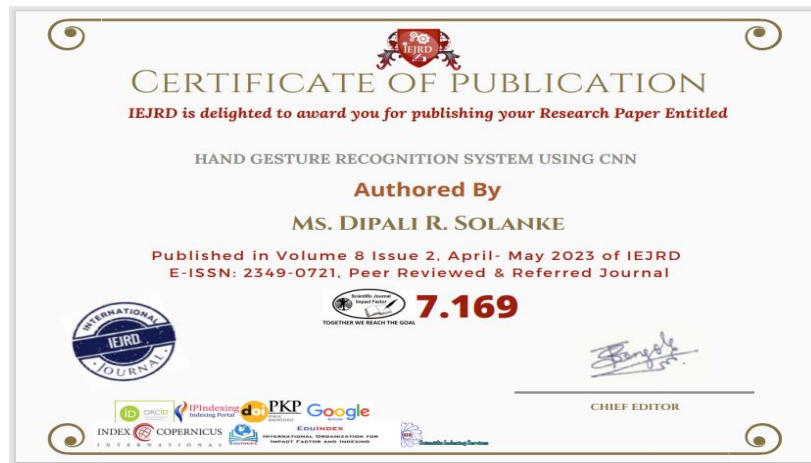 IEJRD
CERTIFICATE OF PUBLICATION
IEJRD is delighted to award you for publishing your Research Paper Entitled
HAND GESTURE RECOGNITION SYSTEM USING CNN
Authored By
MS. DIPALI R. SOLANKE
Published in Volume 8 Issue 2, April- May 2023 of IEJRD
E-ISSN: 2349-0721, Peer Reviewed & Referred Journal
Scientific Journal
Impact Factor
TOGETHER WE REACH THE GOAL
7.169
INTERNATIONAL
IEJRD
JOURNAL
CHIEF EDITOR
iD ORCID
IPIndexing
Indexing Portal
doi
PKP
PUBLIC
KNOWLEDGE
Google
INDEX COPERNICUS
INTERNATIONAL
EDUINDEX
EDUINDEX
INTERNATIONAL ORGANIZATION FOR
IMPACT FACTOR AND INDEXING
Scientific Indexing Services